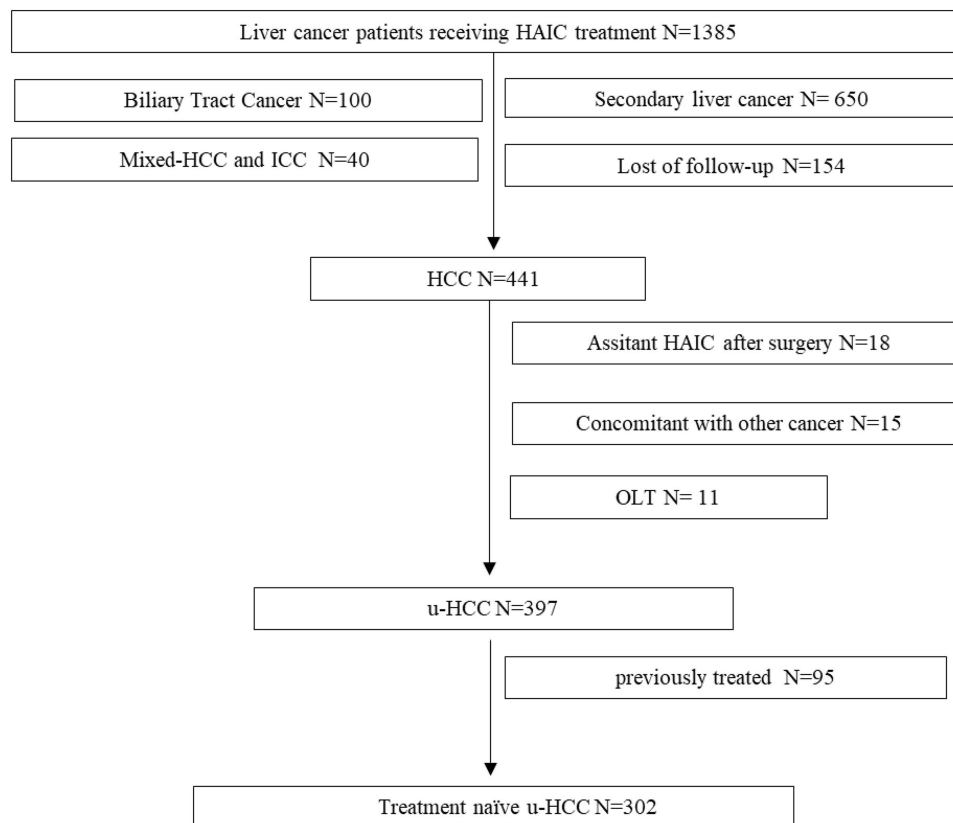 Liver cancer patients receiving HAIC treatment N=1385
Biliary Tract Cancer N=100
Secondary liver cancer N= 650
Mixed-HCC and ICC N=40
Lost of follow-up N=154
HCC N=441
Assitant HAIC after surgery N=18
Concomitant with other cancer N=15
OLT N= 11
u-HCC N=397
previously treated N=95
Treatment naïve u-HCC N=302